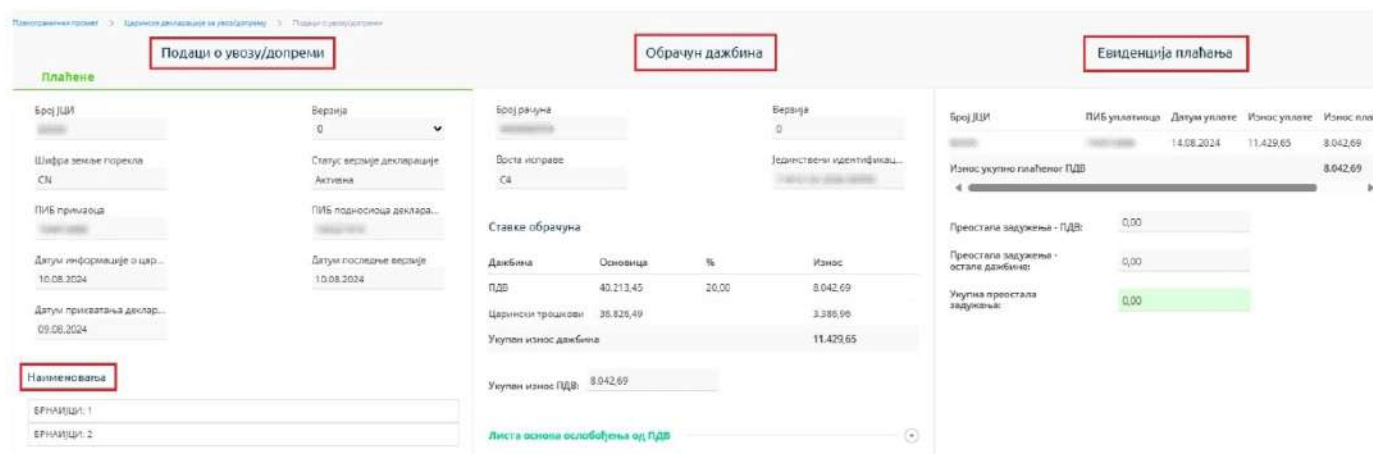 Плаћене
Подаци о увозу/допреми
Број ЈЦИ
Верзија
0
Шифра земље порекла
CN
Статус верзије декларације
Активна
ПИБ примаоца
ПИБ подносиоца деклара...
Датум информације о цар...
10.08.2024
Датум последње верзије
10.08.2024
Датум прихватања деклар...
09.08.2024
Наименовања
БРНАИЈЦИ: 1
БРНАИЈЦИ: 2
Обрачун дажбина
Број рачуна
Верзија
0
Врста исправе
C4
Јединствени идентификац...
Ставке обрачуна
Дажбина Основица % Износ
ПДВ 40.213,45 20,00 8.042,69
Царински трошкови 36.826,49 3.386,96
Укупан износ дажбина 11.429,65
Укупан износ ПДВ: 8.042,69
Листа основа ослобођења од ПДВ
Евиденција плаћања
Број ЈЦИ ПИБ уплатиоца Датум уплате Износ уплате Износ пла
14.08.2024 11.429,65 8.042,69
Износ укупно плаћеног ПДВ 8.042,69
Преостала задужења - ПДВ: 0,00
Преостала задужења -
остале дажбине: 0,00
Укупна преостала
задужења: 0,00